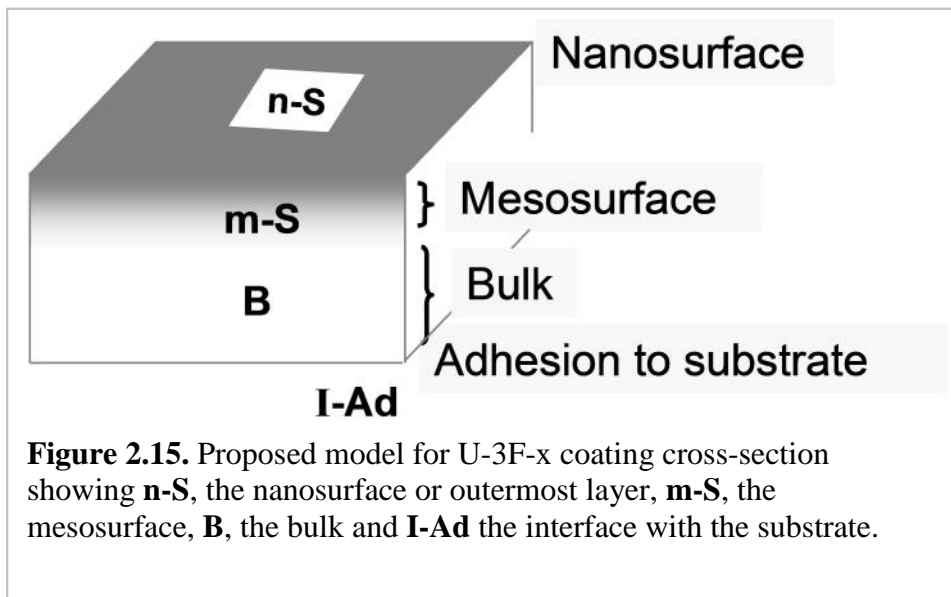 Nanosurface
n-S
m-S
Mesosurface
B
Bulk
Adhesion to substrate
I-Ad
Figure 2.15. Proposed model for U-3F-x coating cross-section
showing n-S, the nanosurface or outermost layer, m-S, the
mesosurface, B, the bulk and I-Ad the interface with the substrate.